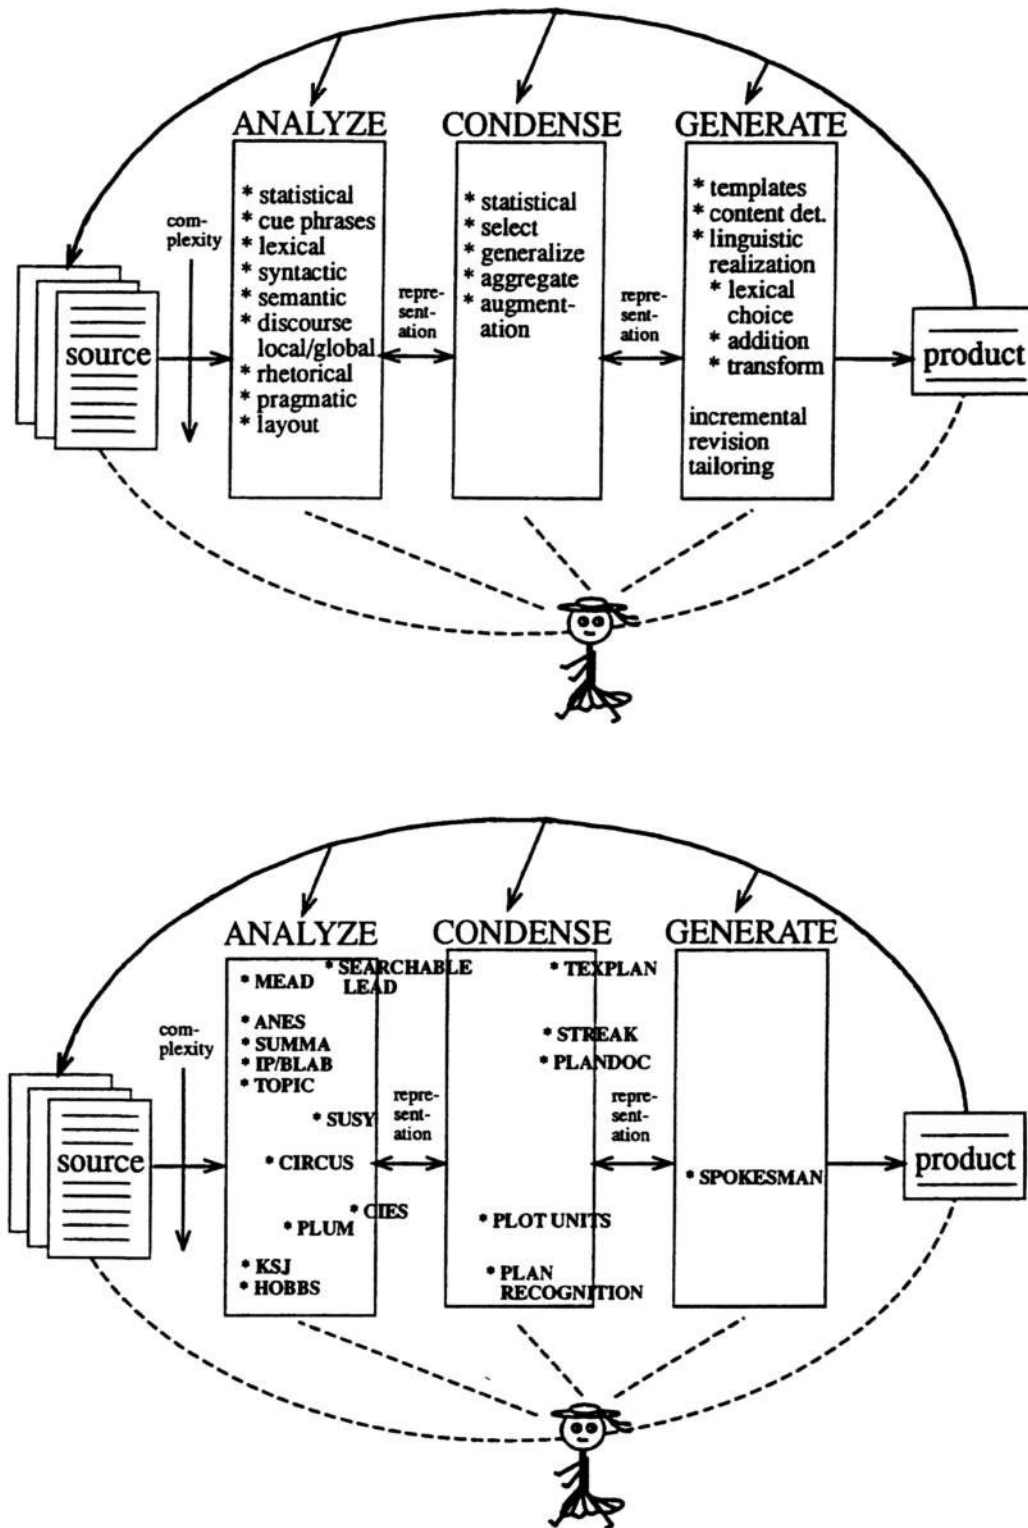 ANALYZE
CONDENSE
GENERATE
com-
plexity
source
* statistical
* cue phrases
* lexical
* syntactic
* semantic
* discourse
local/global
* rhetorical
* pragmatic
* layout
repre-
sent-
ation
* statistical
* select
* generalize
* aggregate
* augment-
ation
repre-
sent-
ation
* templates
* content det.
* linguistic
realization
* lexical
choice
* addition
* transform
incremental
revision
tailoring
product
ANALYZE
CONDENSE
GENERATE
com-
plexity
source
* MEAD
* SEARCHABLE
LEAD
* ANES
* SUMMA
* IP/BLAB
* TOPIC
* SUSY
* CIRCUS
* CIES
* PLUM
* KSJ
* HOBBS
repre-
sent-
ation
* TEXPLAN
* STREAK
* PLANDOC
* PLOT UNITS
* PLAN
RECOGNITION
repre-
sent-
ation
* SPOKESMAN
product